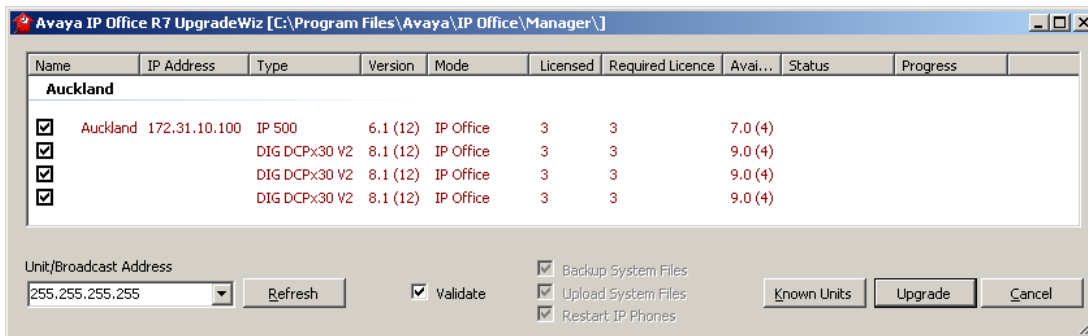 Avaya IP Office R7 UpgradeWiz [C:\Program Files\Avaya\IP Office\Manager\]
Name IP Address Type Version Mode Licensed Required Licence Avai... Status Progress
Auckland
Auckland 172.31.10.100 IP 500 6.1 (12) IP Office 3 3 7.0 (4)
DIG DCPx30 V2 8.1 (12) IP Office 3 3 9.0 (4)
DIG DCPx30 V2 8.1 (12) IP Office 3 3 9.0 (4)
DIG DCPx30 V2 8.1 (12) IP Office 3 3 9.0 (4)
Unit/Broadcast Address
255.255.255.255 Refresh Validate
Backup System Files
Upload System Files
Restart IP Phones
Known Units Upgrade Cancel